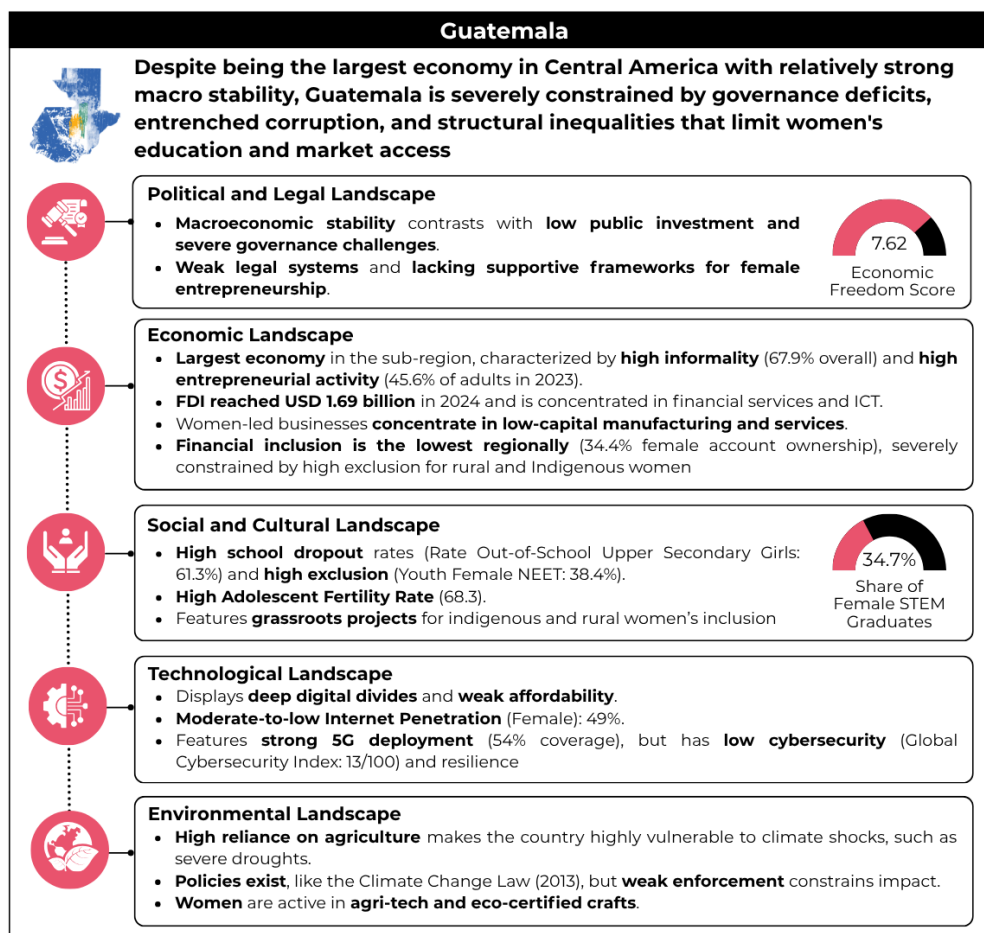 Guatemala
Despite being the largest economy in Central America with relatively strong
macro stability, Guatemala is severely constrained by governance deficits,
entrenched corruption, and structural inequalities that limit women's
education and market access
Political and Legal Landscape
• Macroeconomic stability contrasts with low public investment and
severe governance challenges.
• Weak legal systems and lacking supportive frameworks for female
entrepreneurship.
7.62
Economic
Freedom Score
Economic Landscape
• Largest economy in the sub-region, characterized by high informality (67.9% overall) and high
entrepreneurial activity (45.6% of adults in 2023).
• FDI reached USD 1.69 billion in 2024 and is concentrated in financial services and ICT.
• Women-led businesses concentrate in low-capital manufacturing and services.
• Financial inclusion is the lowest regionally (34.4% female account ownership), severely
constrained by high exclusion for rural and Indigenous women
Social and Cultural Landscape
• High school dropout rates (Rate Out-of-School Upper Secondary Girls:
61.3%) and high exclusion (Youth Female NEET: 38.4%).
• High Adolescent Fertility Rate (68.3).
• Features grassroots projects for indigenous and rural women’s inclusion
34.7%
Share of
Female STEM
Graduates
Technological Landscape
• Displays deep digital divides and weak affordability.
• Moderate-to-low Internet Penetration (Female): 49%.
• Features strong 5G deployment (54% coverage), but has low cybersecurity (Global
Cybersecurity Index: 13/100) and resilience
Environmental Landscape
• High reliance on agriculture makes the country highly vulnerable to climate shocks, such as
severe droughts.
• Policies exist, like the Climate Change Law (2013), but weak enforcement constrains impact.
• Women are active in agri-tech and eco-certified crafts.